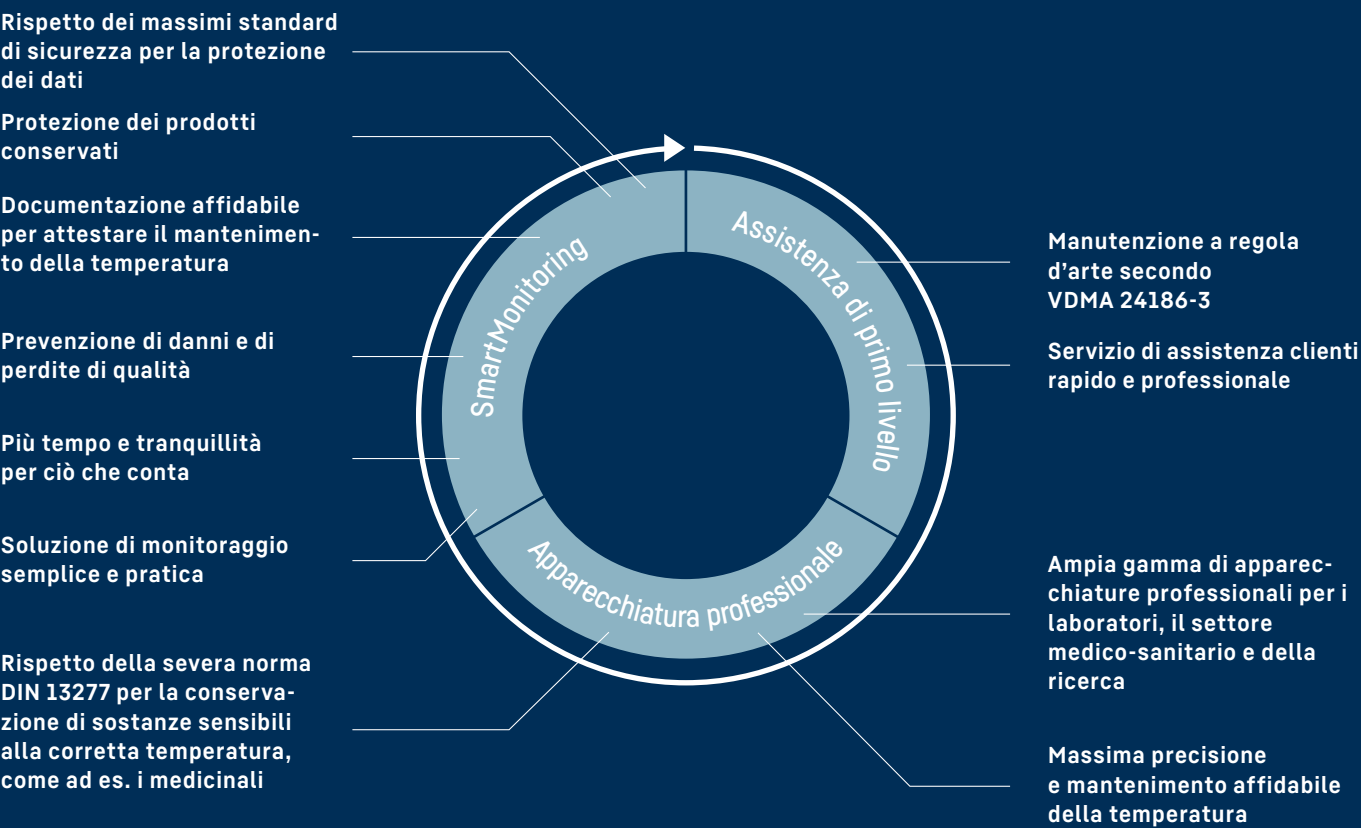 Rispetto dei massimi standard
di sicurezza per la protezione
dei dati
Protezione dei prodotti
conservati
Documentazione affidabile
per attestare il mantenimen-
to della temperatura
Prevenzione di danni e di
perdite di qualità
Più tempo e tranquillità
per ciò che conta
Soluzione di monitoraggio
semplice e pratica
Rispetto della severa norma
DIN 13277 per la conserva-
zione di sostanze sensibili
alla corretta temperatura,
come ad es. i medicinali
SmartMonitoring
Assistenza di primo livello
Apparecchiatura professionale
Manutenzione a regola
d’arte secondo
VDMA 24186-3
Servizio di assistenza clienti
rapido e professionale
Ampia gamma di apparec-
chiature professionali per i
laboratori, il settore
medico-sanitario e della
ricerca
Massima precisione
e mantenimento affidabile
della temperatura